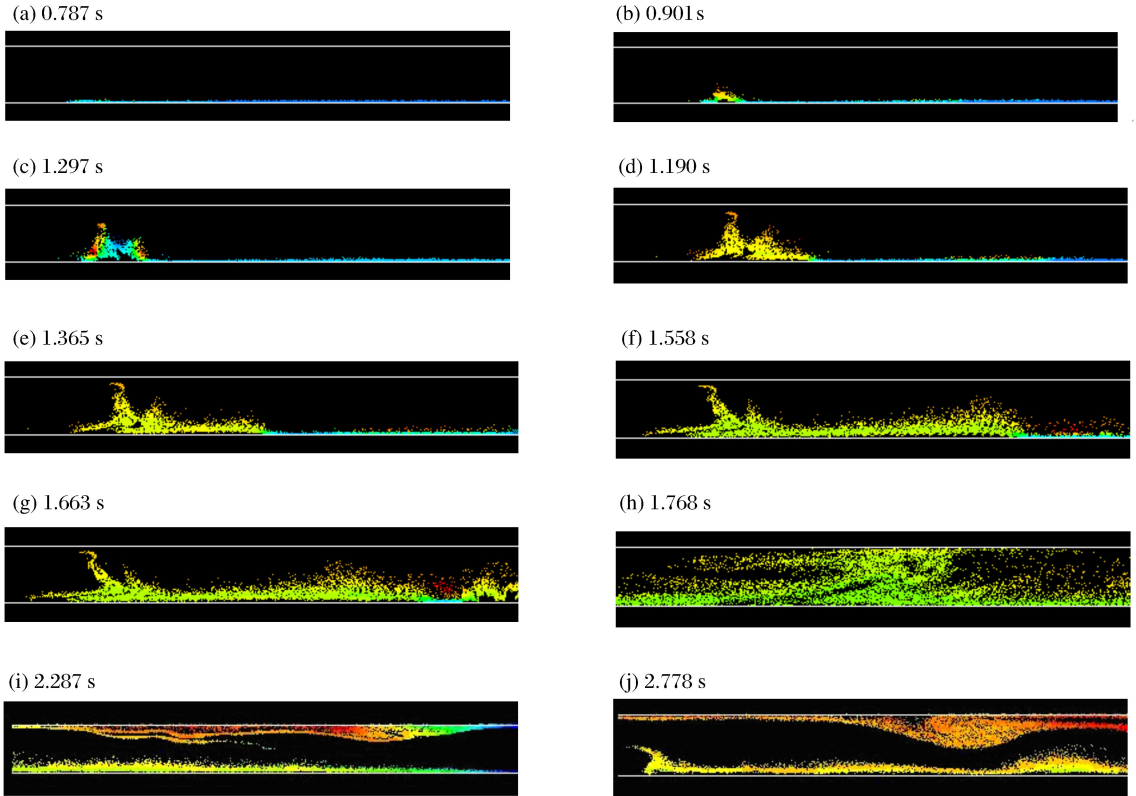 (a) 0.787 s
(b) 0.901s
(c) 1.297 s
(d) 1.190 s
(e) 1.365 s
(f) 1.558 s
(g) 1.663 s
(h) 1.768 s
(i) 2.287 s
(j) 2.778 s